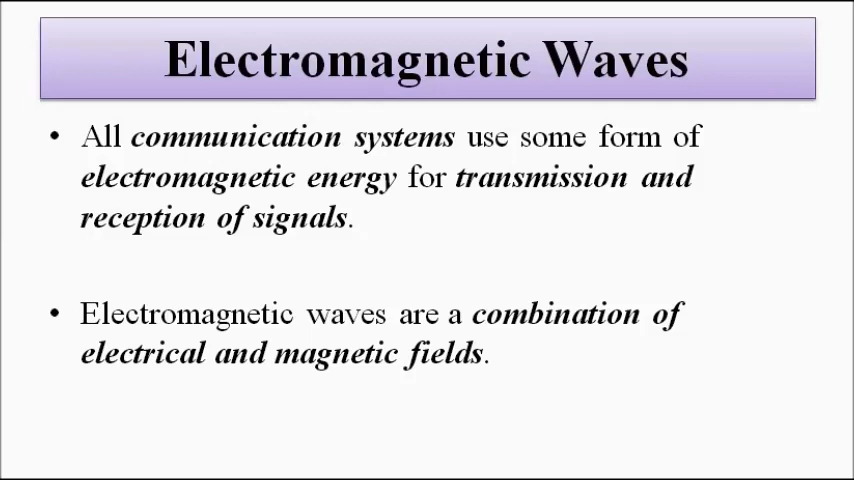 Electromagnetic Waves
• All communication systems use some form of
electromagnetic energy for transmission and
reception of signals.
• Electromagnetic waves are a combination of
electrical and magnetic fields.